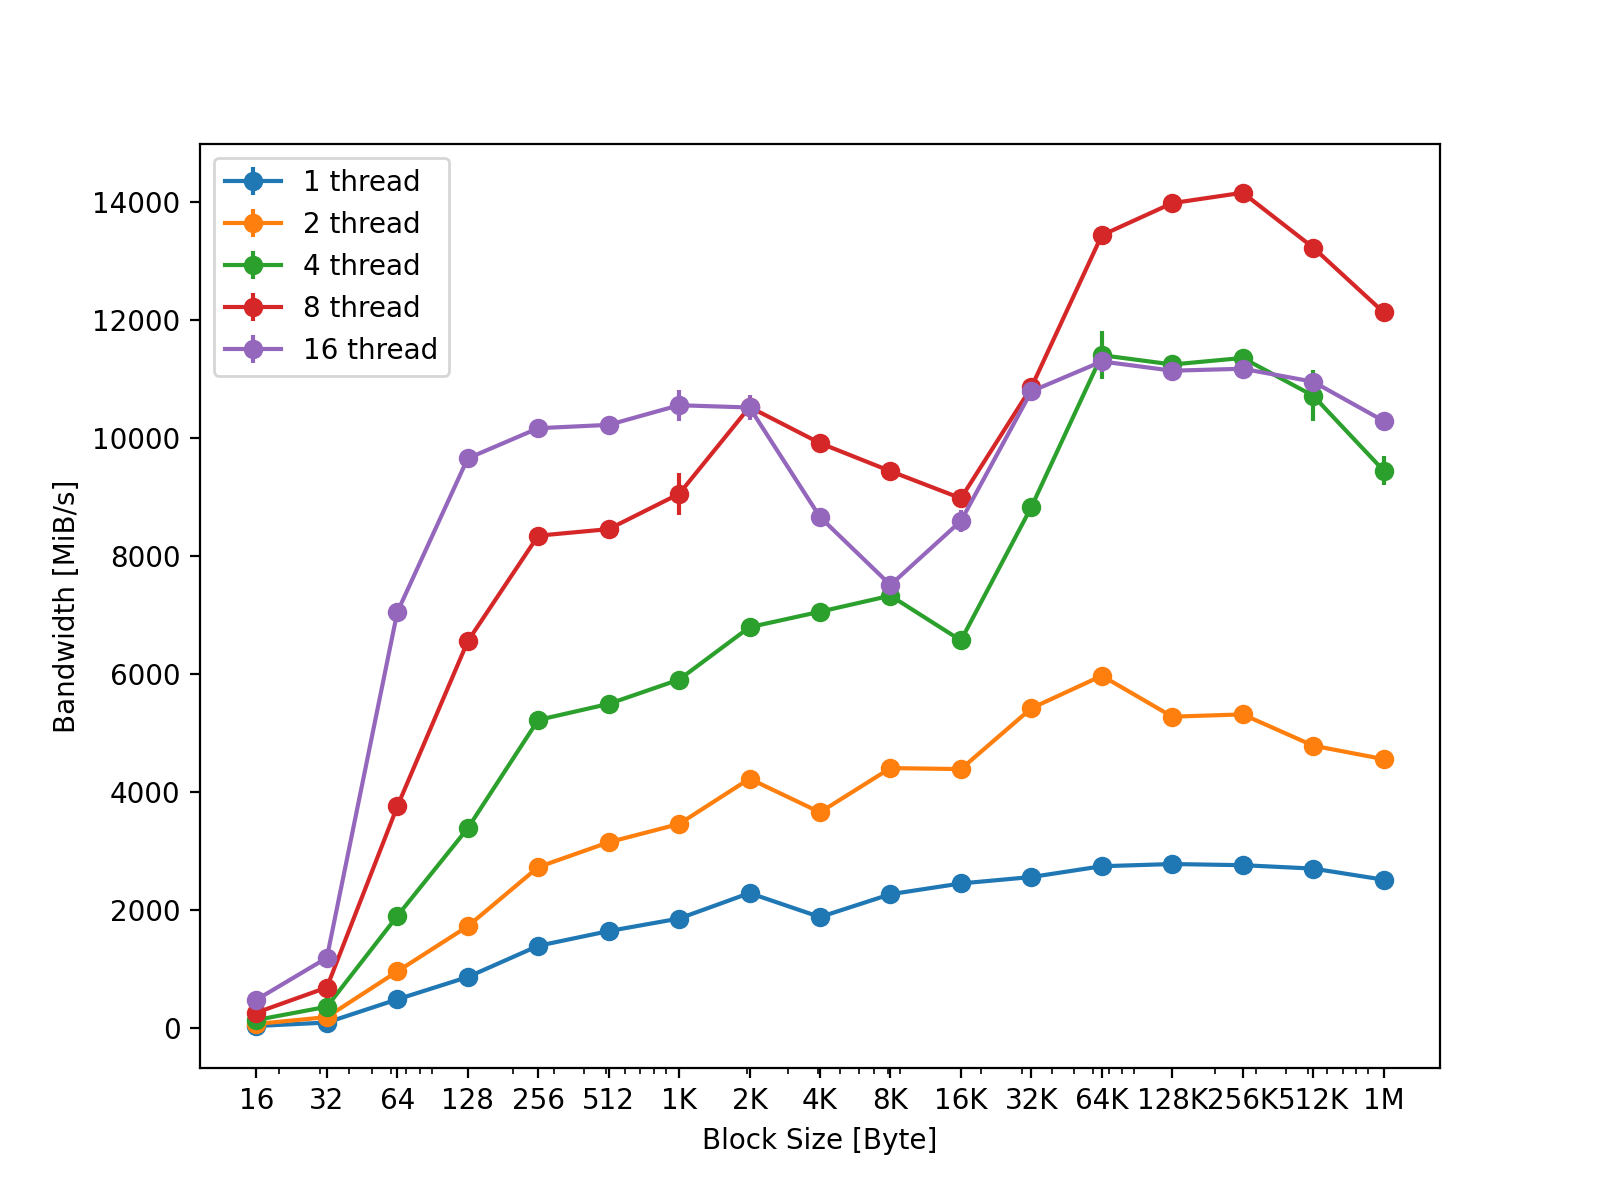 1 thread
2 thread
4 thread
8 thread
16 thread
14000
12000
10000
8000
6000
4000
2000
0
Bandwidth [MiB/s]
16 32 64 128 256 512 1K 2K 4K 8K 16K 32K 64K 128K 256K 512K 1M
Block Size [Byte]